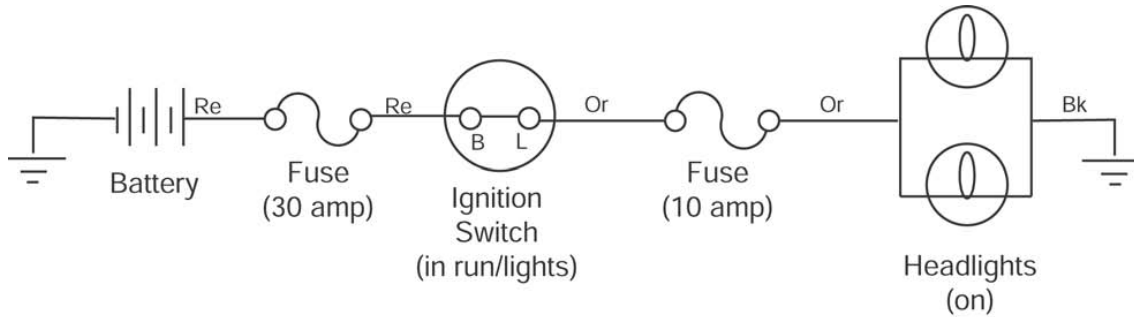 Re
Re
B
L
Or
Or
Bk
Battery
Fuse
(30 amp)
Ignition
Switch
(in run/lights)
Fuse
(10 amp)
Headlights
(on)